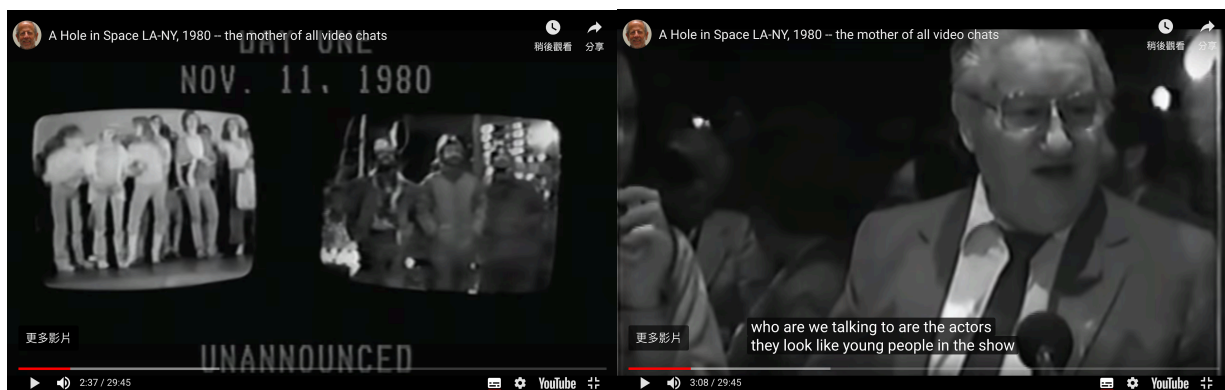 A Hole in Space LA-NY, 1980 -- the mother of all video chats
稍後觀看
分享
DAY ONE
NOV. 11, 1980
更多影片
UNANNOUNCED
2:37 / 29:45
YouTube
A Hole in Space LA-NY, 1980 -- the mother of all video chats
稍後觀看
分享
更多影片
who are we talking to are the actors
they look like young people in the show
3:08 / 29:45
YouTube